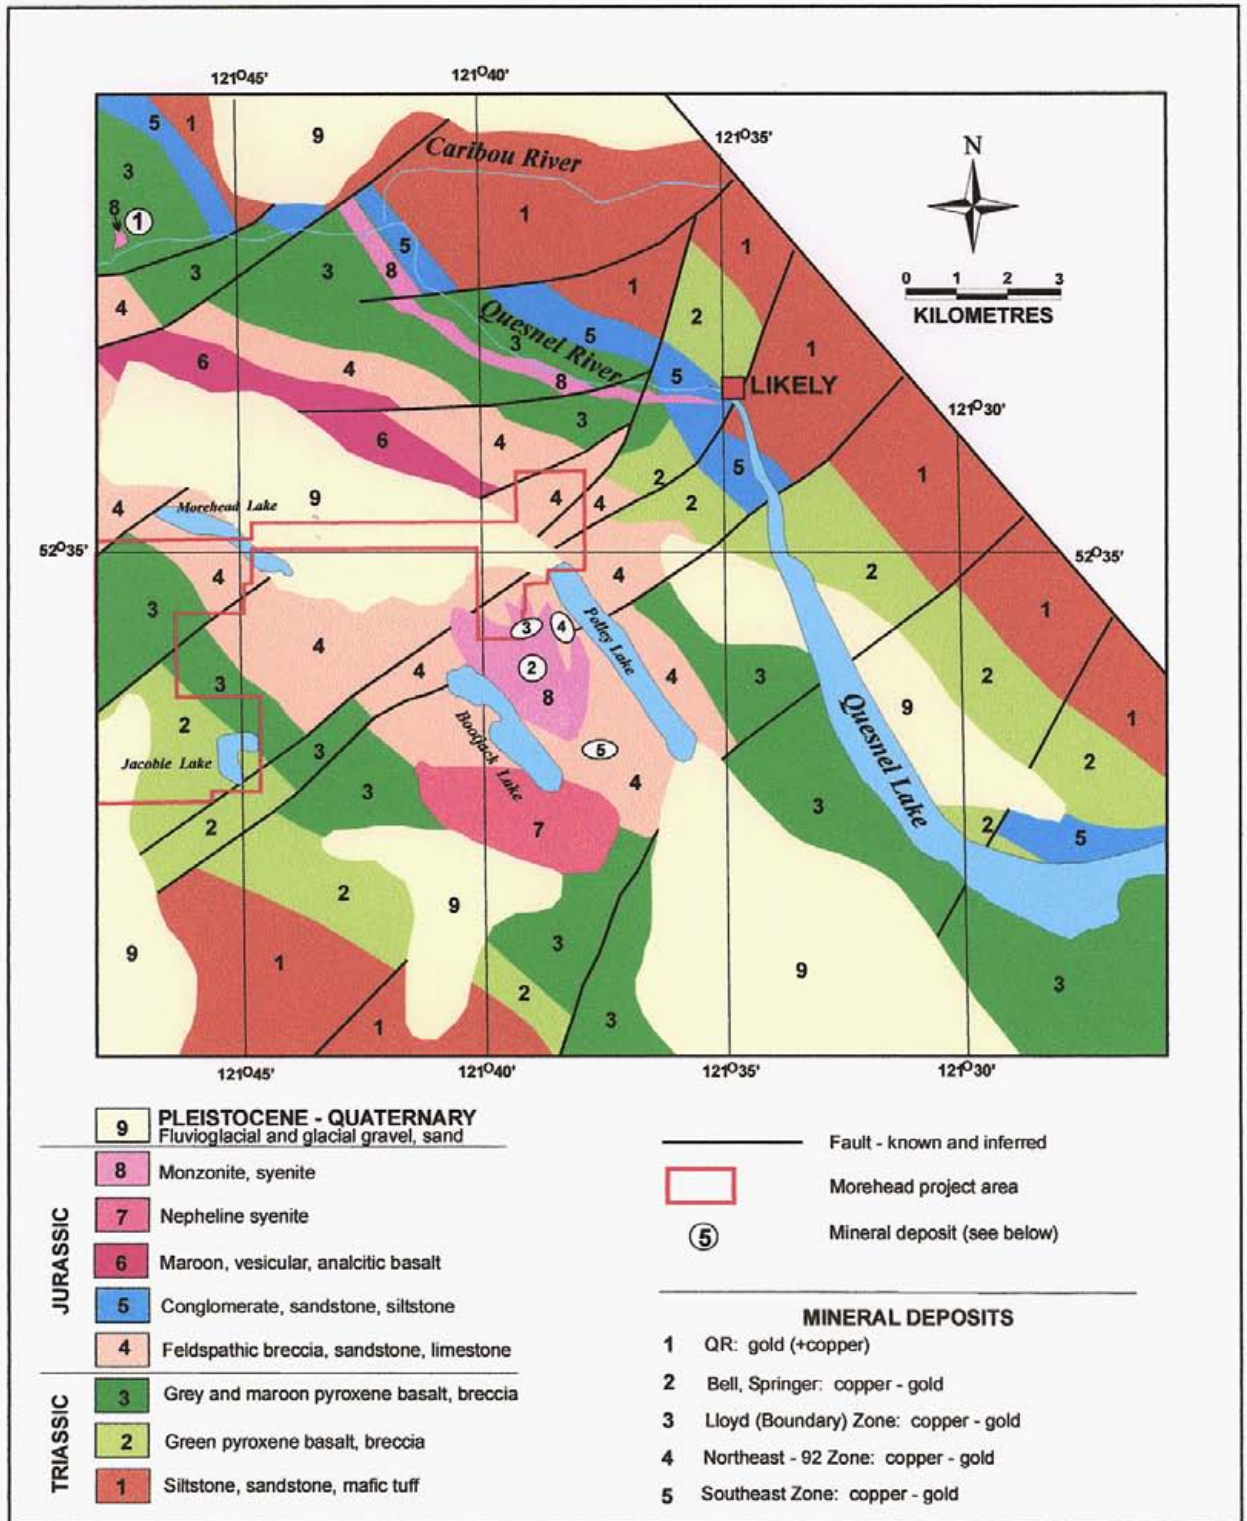 121°45'
121°40'
121°35'
N
0 1 2 3
KILOMETRES
5 1 9
Caribou River
3
8
1
1
5
1
3 3 8
1
4
Quesnel River
2
5
3
1
6
4
8
5
LIKELY
121°30'
3
6
4
5
1
2
4
Morehead Lake
9
4
4
2
52°35'
52°35'
4
4
2
3
Polley Lake
1
3
4
4
4
2
3
3
8
4
3
2
9
Quesnel Lake
1
2
Bootjack Lake
Jacobie Lake
3
5
2
3
4
3
2
7
2
5
2
9
9
3
1
9
3
2
1
3
121°45'
121°40'
121°35'
121°30'
9 PLEISTOCENE - QUATERNARY
Fluvioglacial and glacial gravel, sand
JURASSIC
8 Monzonite, syenite
7 Nepheline syenite
6 Maroon, vesicular, analcitic basalt
5 Conglomerate, sandstone, siltstone
4 Feldspathic breccia, sandstone, limestone
TRIASSIC
3 Grey and maroon pyroxene basalt, breccia
2 Green pyroxene basalt, breccia
1 Siltstone, sandstone, mafic tuff
Fault - known and inferred
Morehead project area
5 Mineral deposit (see below)
MINERAL DEPOSITS
1 QR: gold (+copper)
2 Bell, Springer: copper - gold
3 Lloyd (Boundary) Zone: copper - gold
4 Northeast - 92 Zone: copper - gold
5 Southeast Zone: copper - gold